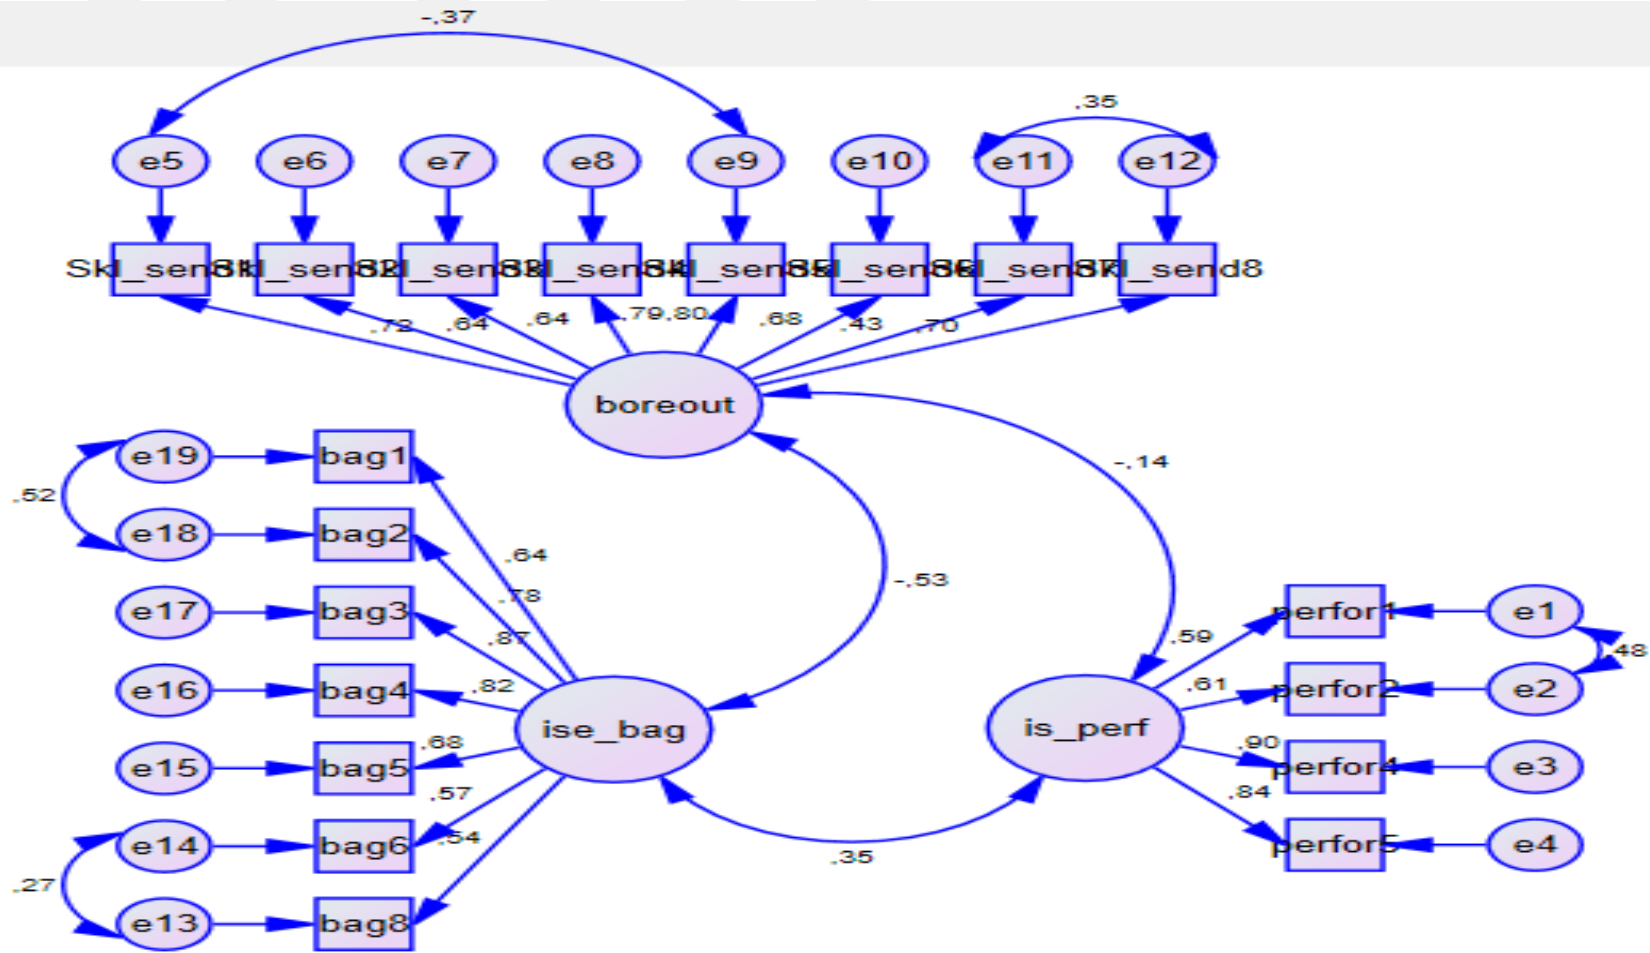 -,37
,35
e5 e6 e7 e8 e9 e10 e11 e12
Skl_send8
,72 ,64 ,64 ,79 ,80 ,68 ,43 ,70
boreout
e19 bag1
,52
-,14
e18 bag2
,64
-,53
,78
e17 bag3
perfor1 e1
,87
,59
,48
e16 bag4
,82
,61
perfor2 e2
ise_bag
is_perf
,68
,90
e15 bag5
perfor4 e3
,57
,84
,54
e14 bag6
perfor5 e4
,35
,27
e13 bag8